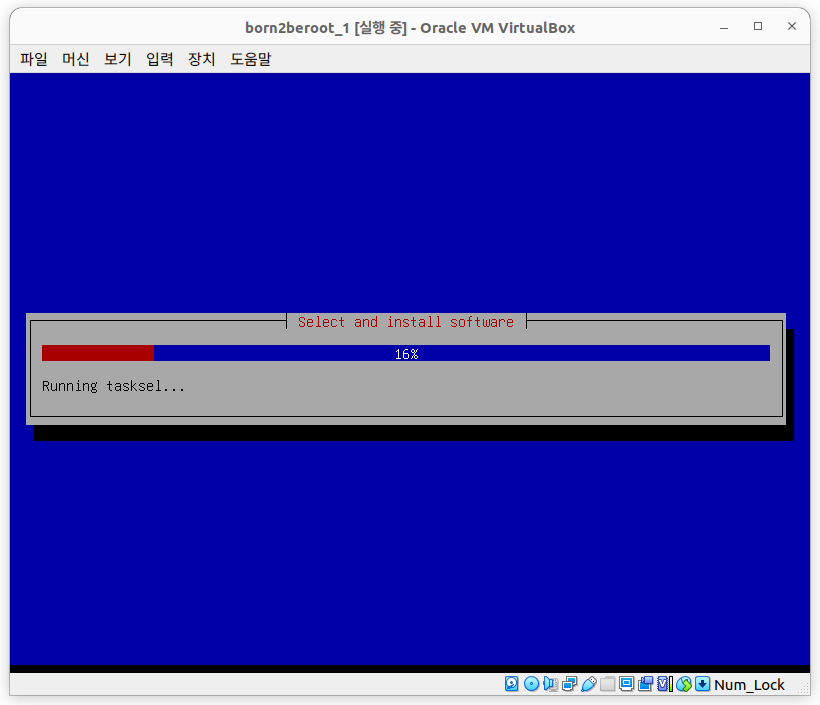 born2beroot_1 [실행 중] - Oracle VM VirtualBox
파일 머신 보기 입력 장치 도움말
Select and install software
16%
Running tasksel...
Num_Lock